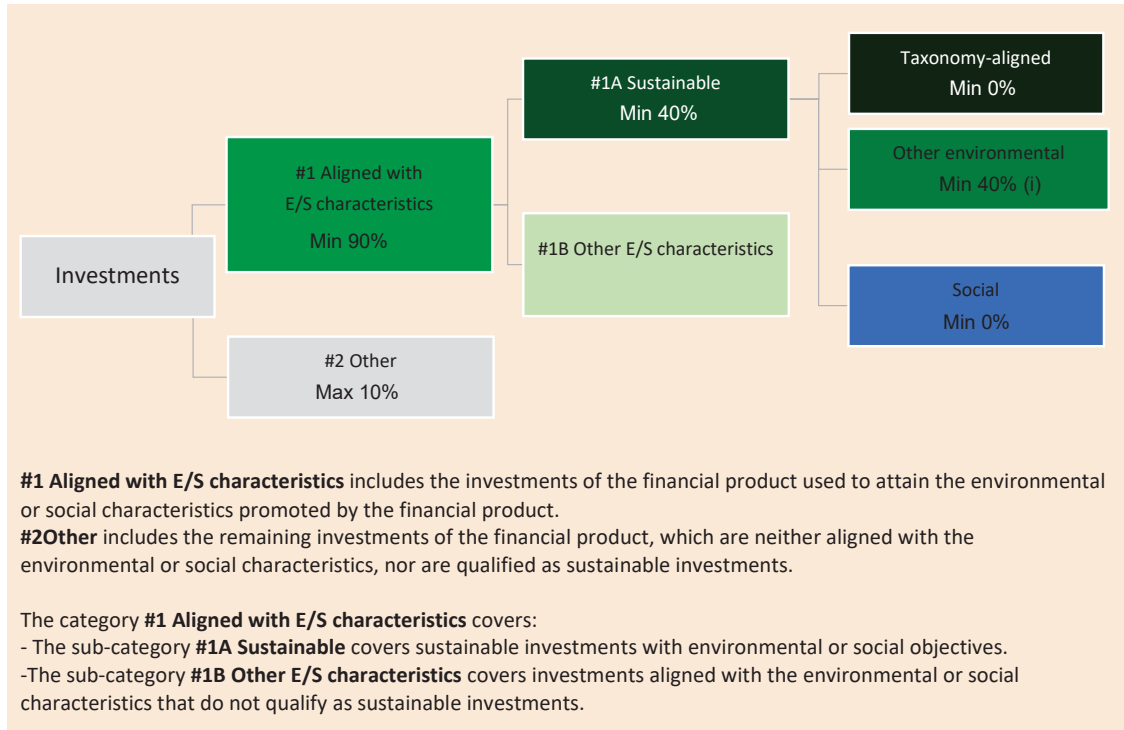 Investments
#1 Aligned with
E/S characteristics
Min 90%
#2 Other
Max 10%
#1A Sustainable
Min 40%
#1B Other E/S characteristics
Taxonomy-aligned
Min 0%
Other environmental
Min 40% (i)
Social
Min 0%
#1 Aligned with E/S characteristics includes the investments of the financial product used to attain the environmental
or social characteristics promoted by the financial product.
#2Other includes the remaining investments of the financial product, which are neither aligned with the
environmental or social characteristics, nor are qualified as sustainable investments.
The category #1 Aligned with E/S characteristics covers:
- The sub-category #1A Sustainable covers sustainable investments with environmental or social objectives.
-The sub-category #1B Other E/S characteristics covers investments aligned with the environmental or social
characteristics that do not qualify as sustainable investments.